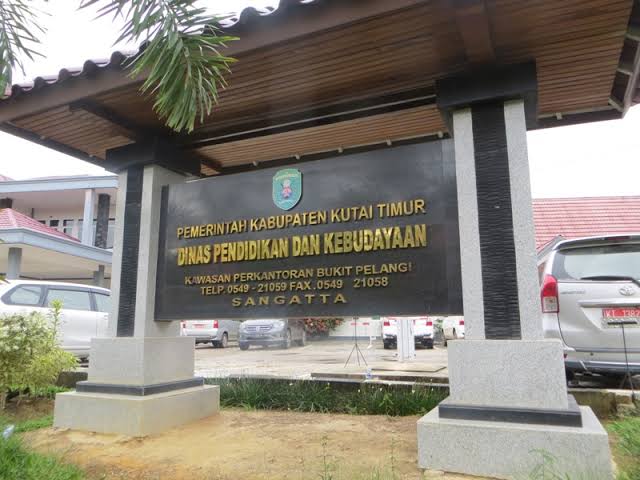 PEMERINTAH KABUPATEN KUTAI TIMUR
DINAS PENDIDIKAN DAN KEBUDAYAAN
KAWASAN PERKANTORAN BUKIT PELANGI
TELP. 0549 - 21059 FAX. 0549 21058
SANGATTA